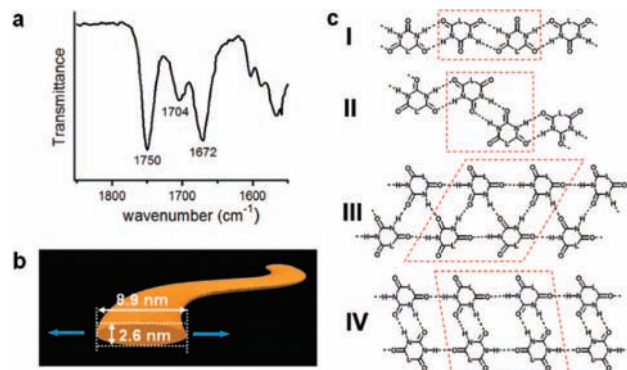 a
Transmittance
1750
1704
1672
1800
1700
1600
wavenumber (cm⁻¹)
b
8.9 nm
2.6 nm
c
I
II
III
IV